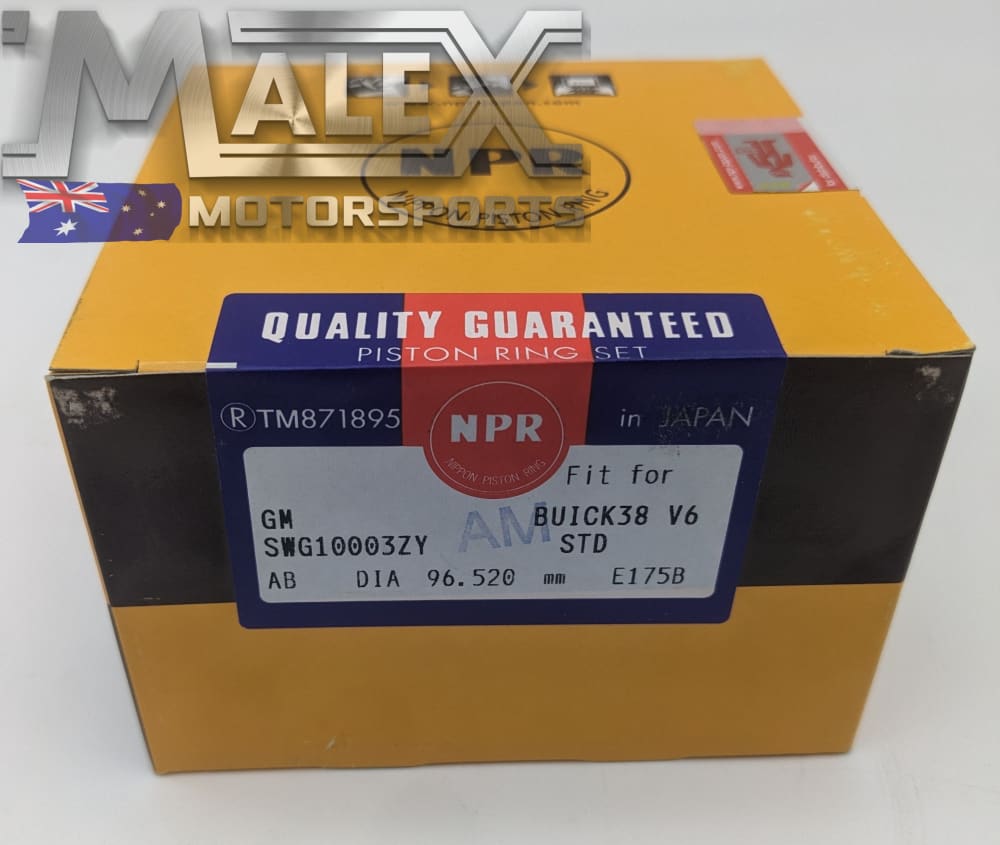 MALEX
MOTORSPORTS
NPR
NIPPON PISTON RING
QUALITY GUARANTEED
PISTON RING SET
®TM871895
NPR
NIPPON PISTON RING
in JAPAN
Fit for
GM
BUICK38 V6
SWG10003ZY
AM
STD
AB DIA 96.520 mm E175B